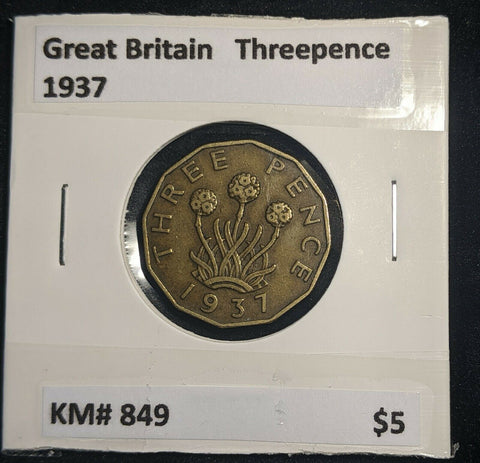 Great Britain Threepence
1937
THREE PENCE
1937
KM# 849 $5